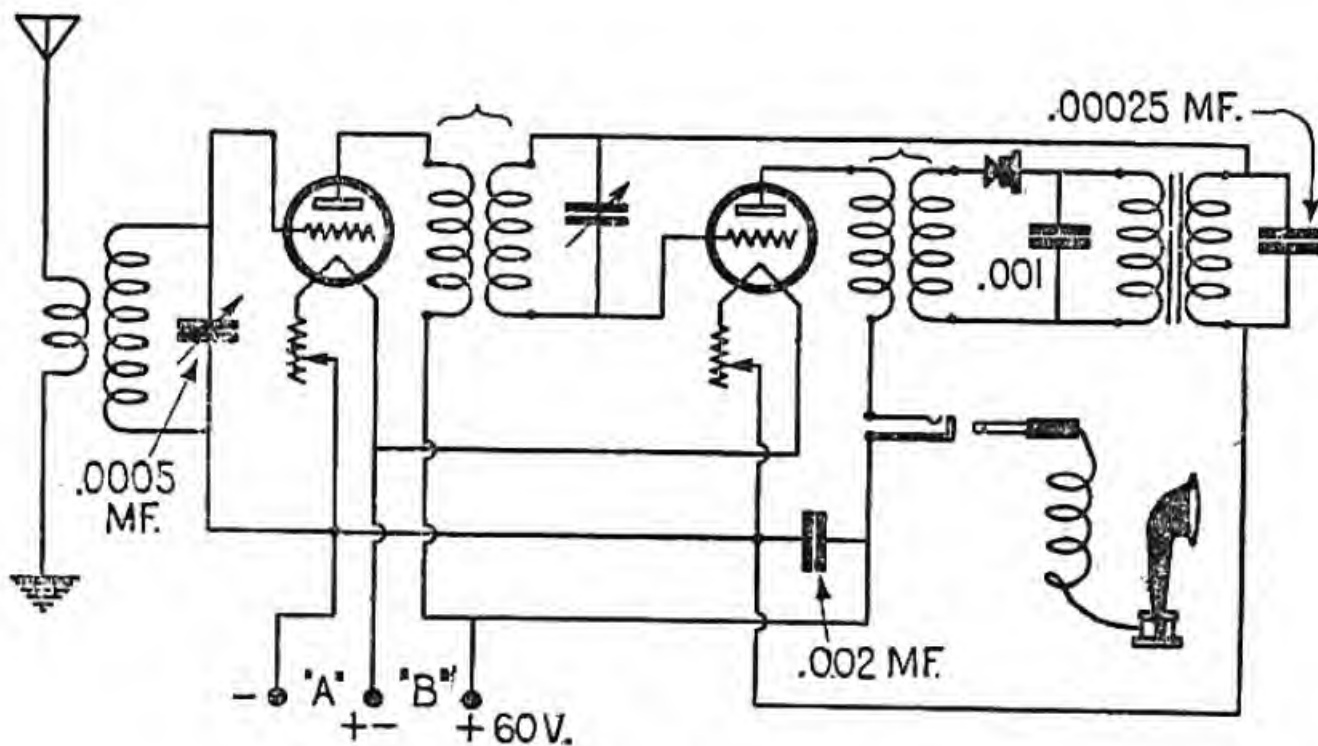 .00025 MF.
.001
.0005
MF.
.002 MF.
- "A" "B"
+ - + 60 V.